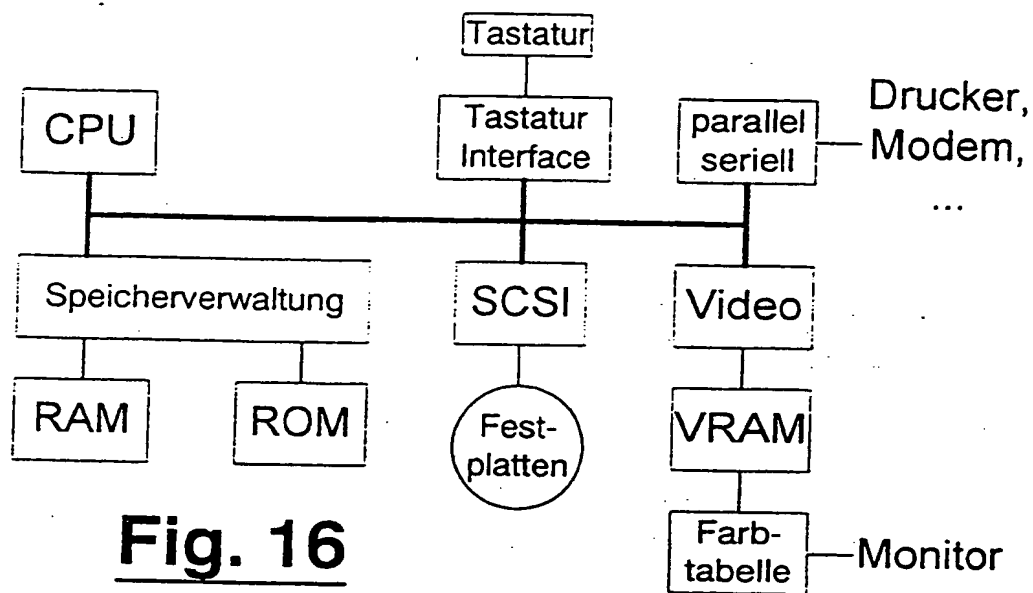 Tastatur
CPU
Tastatur
Interface
parallel
seriell
Drucker,
Modem,
...
Speicherverwaltung
SCSI
Video
RAM
ROM
Fest-
platten
VRAM
Farb-
tabelle
Monitor
Fig. 16